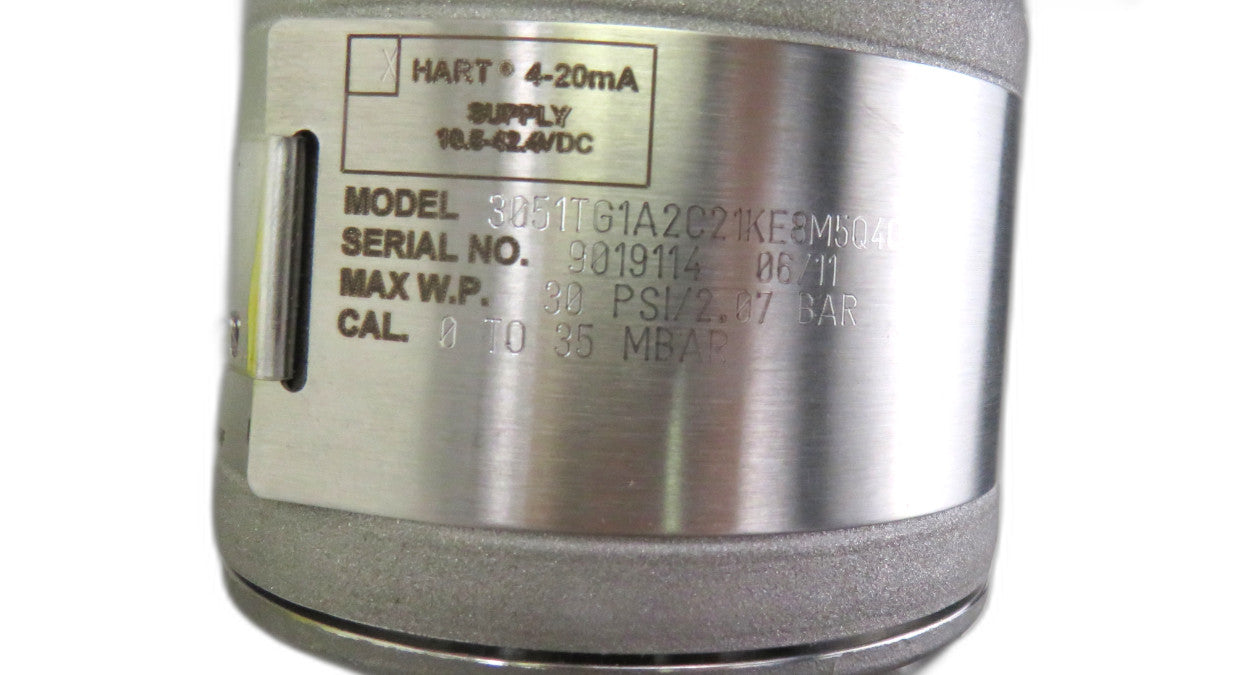 X HART® 4-20mA
SUPPLY
10.5-42.4VDC
MODEL 3051TG1A2C21KE8M5Q4
SERIAL NO. 9019114 06/11
MAX W.P. 30 PSI/2.07 BAR
CAL. 0 TO 35 MBAR